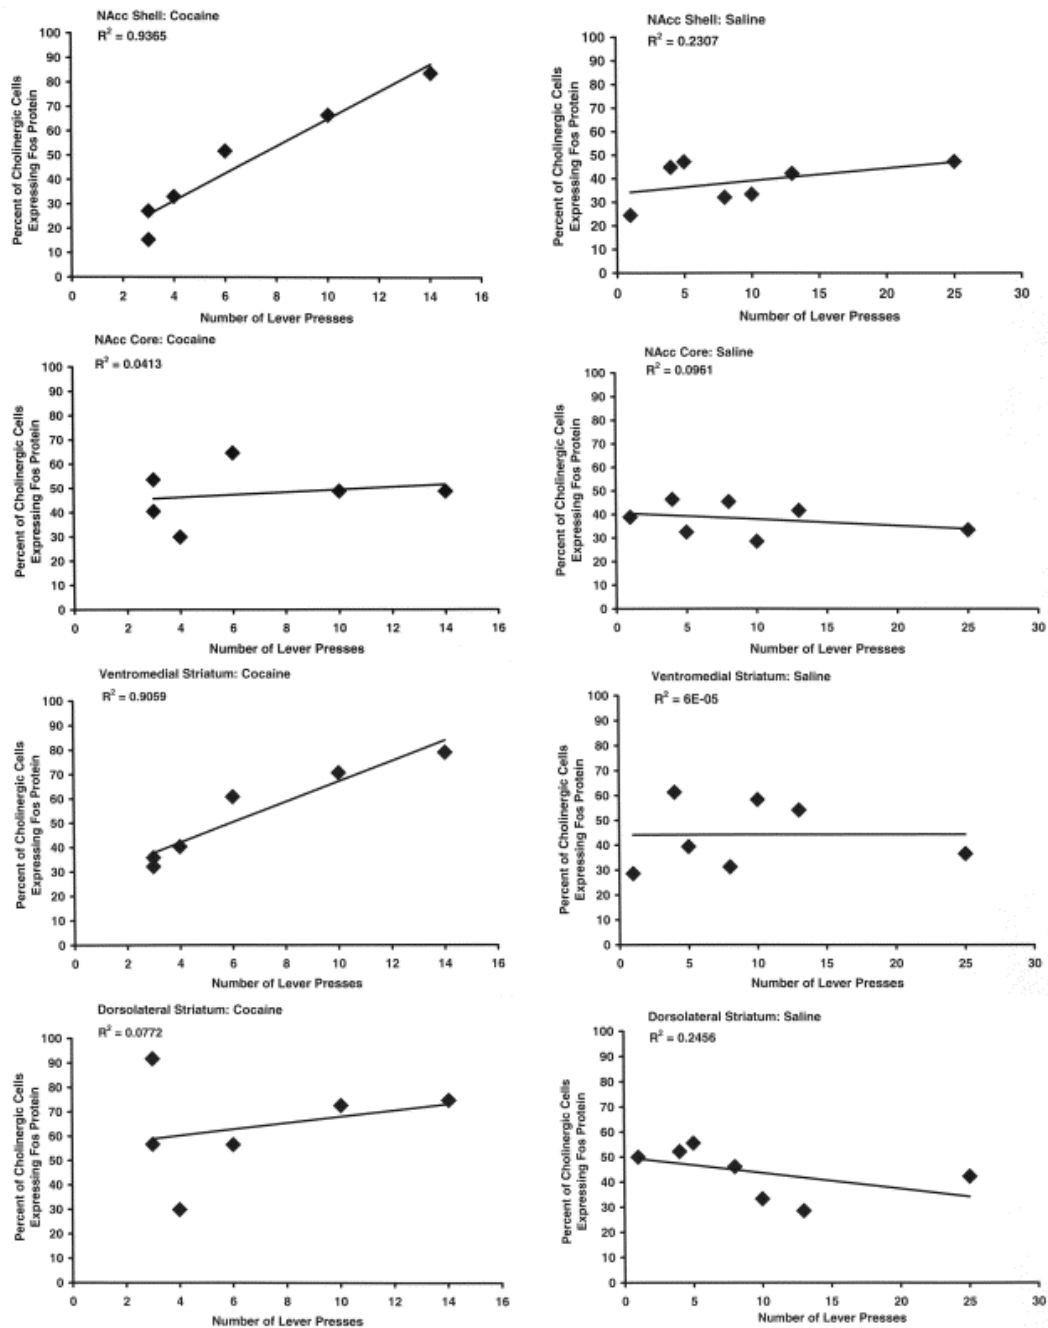 NAcc Shell: Cocaine
R² = 0.9365
100
90
80
70
60
50
40
30
20
10
0
Percent of Cholinergic Cells
Expressing Fos Protein
0 2 4 6 8 10 12 14 16
Number of Lever Presses
NAcc Shell: Saline
R² = 0.2307
100
90
80
70
60
50
40
30
20
10
0
Percent of Cholinergic Cells
Expressing Fos Protein
0 5 10 15 20 25 30
Number of Lever Presses
NAcc Core: Cocaine
R² = 0.0413
100
90
80
70
60
50
40
30
20
10
0
Percent of Cholinergic Cells
Expressing Fos Protein
0 2 4 6 8 10 12 14 16
Number of Lever Presses
NAcc Core: Saline
R² = 0.0961
100
90
80
70
60
50
40
30
20
10
0
Percent of Cholinergic Cells
Expressing Fos Protein
0 5 10 15 20 25 30
Number of Lever Presses
Ventromedial Striatum: Cocaine
R² = 0.9059
100
90
80
70
60
50
40
30
20
10
0
Percent of Cholinergic Cells
Expressing Fos Protein
0 2 4 6 8 10 12 14 16
Number of Lever Presses
Ventromedial Striatum: Saline
R² = 6E-05
100
90
80
70
60
50
40
30
20
10
0
Percent of Cholinergic Cells
Expressing Fos Protein
0 5 10 15 20 25 30
Number of Lever Presses
Dorsolateral Striatum: Cocaine
R² = 0.0772
100
90
80
70
60
50
40
30
20
10
0
Percent of Cholinergic Cells
Expressing Fos Protein
0 2 4 6 8 10 12 14 16
Number of Lever Presses
Dorsolateral Striatum: Saline
R² = 0.2456
100
90
80
70
60
50
40
30
20
10
0
Percent of Cholinergic Cells
Expressing Fos Protein
0 5 10 15 20 25 30
Number of Lever Presses